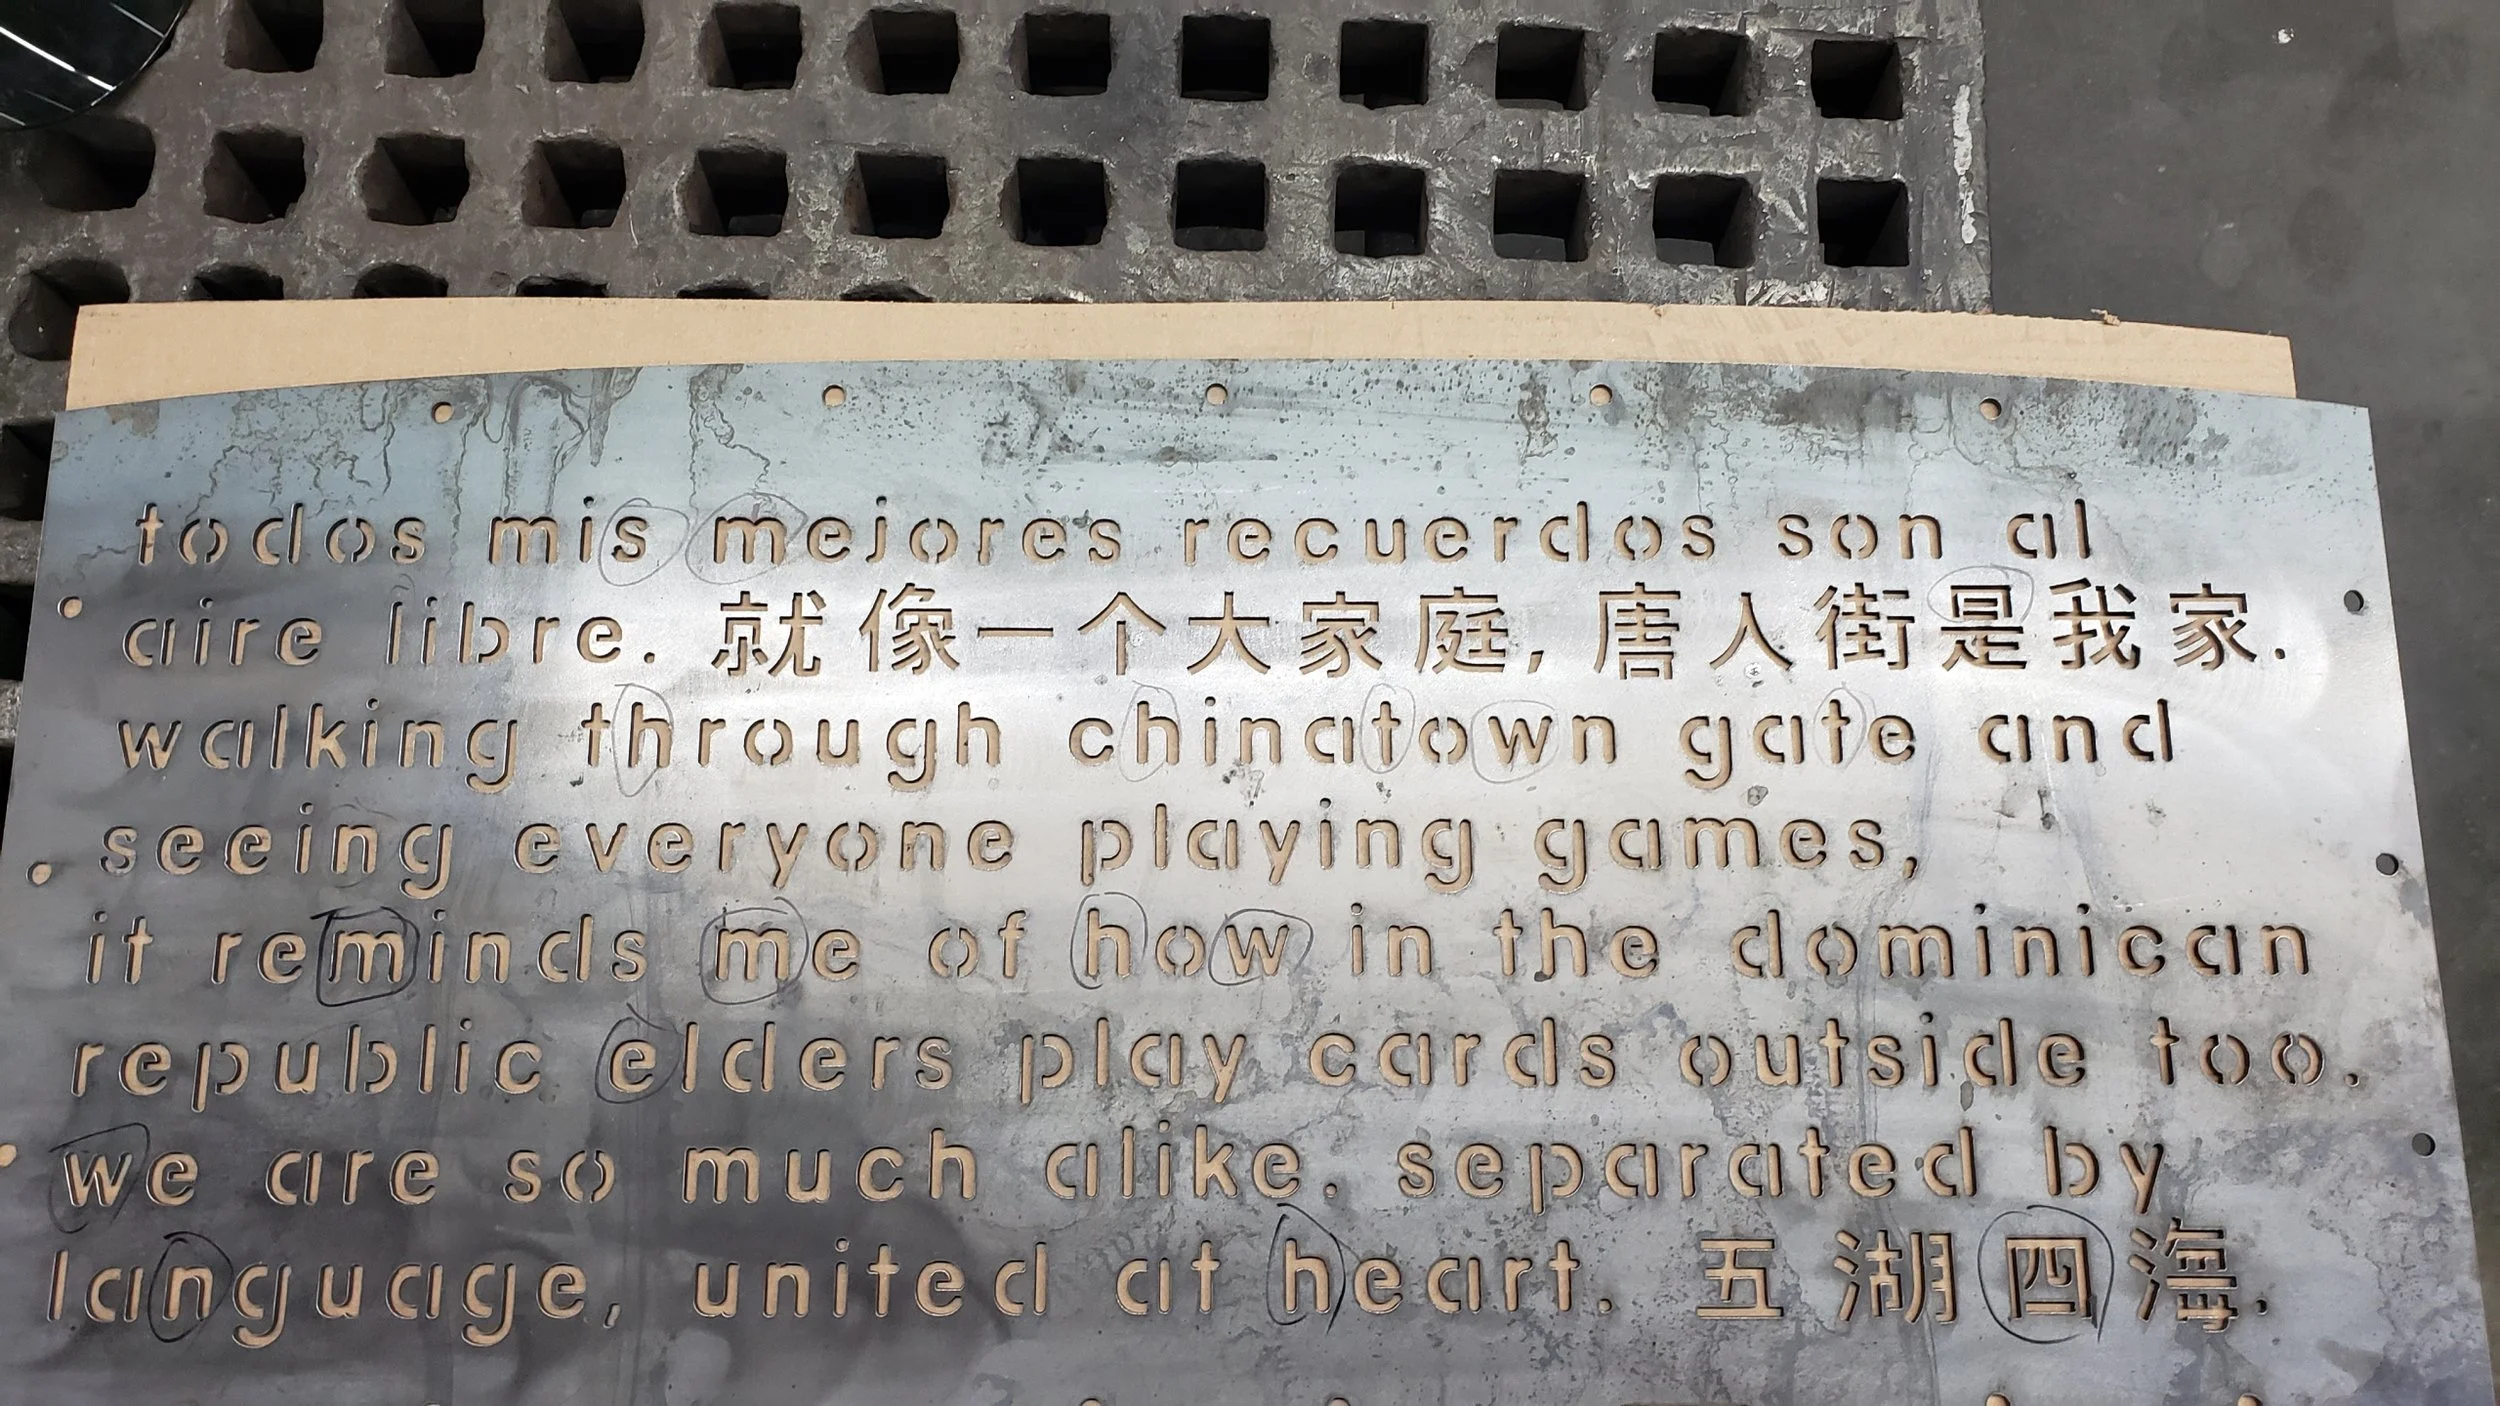 todos mis mejores recuerdos son al
aire libre. 就像一个大家庭, 唐人街是我家.
walking through chinatown gate and
seeing everyone playing games,
it reminds me of how in the dominican
republic elders play cards outside too.
we are so much alike. separated by
language, united at heart. 五湖四海.